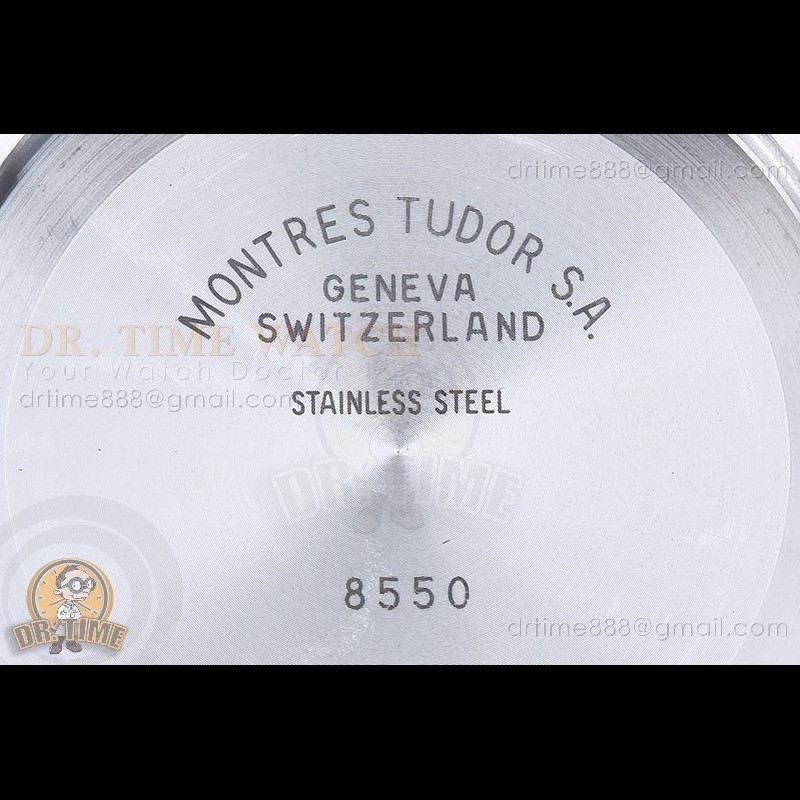 drtime888@gmail.com
MONTRES TUDOR S.A.
GENEVA
SWITZERLAND
DR. TIME WATCH
Your Watch Doctor
drtime888@gmail.com
STAINLESS STEEL
DR. TIME
8550
DR. TIME
drtime888@gmail.com